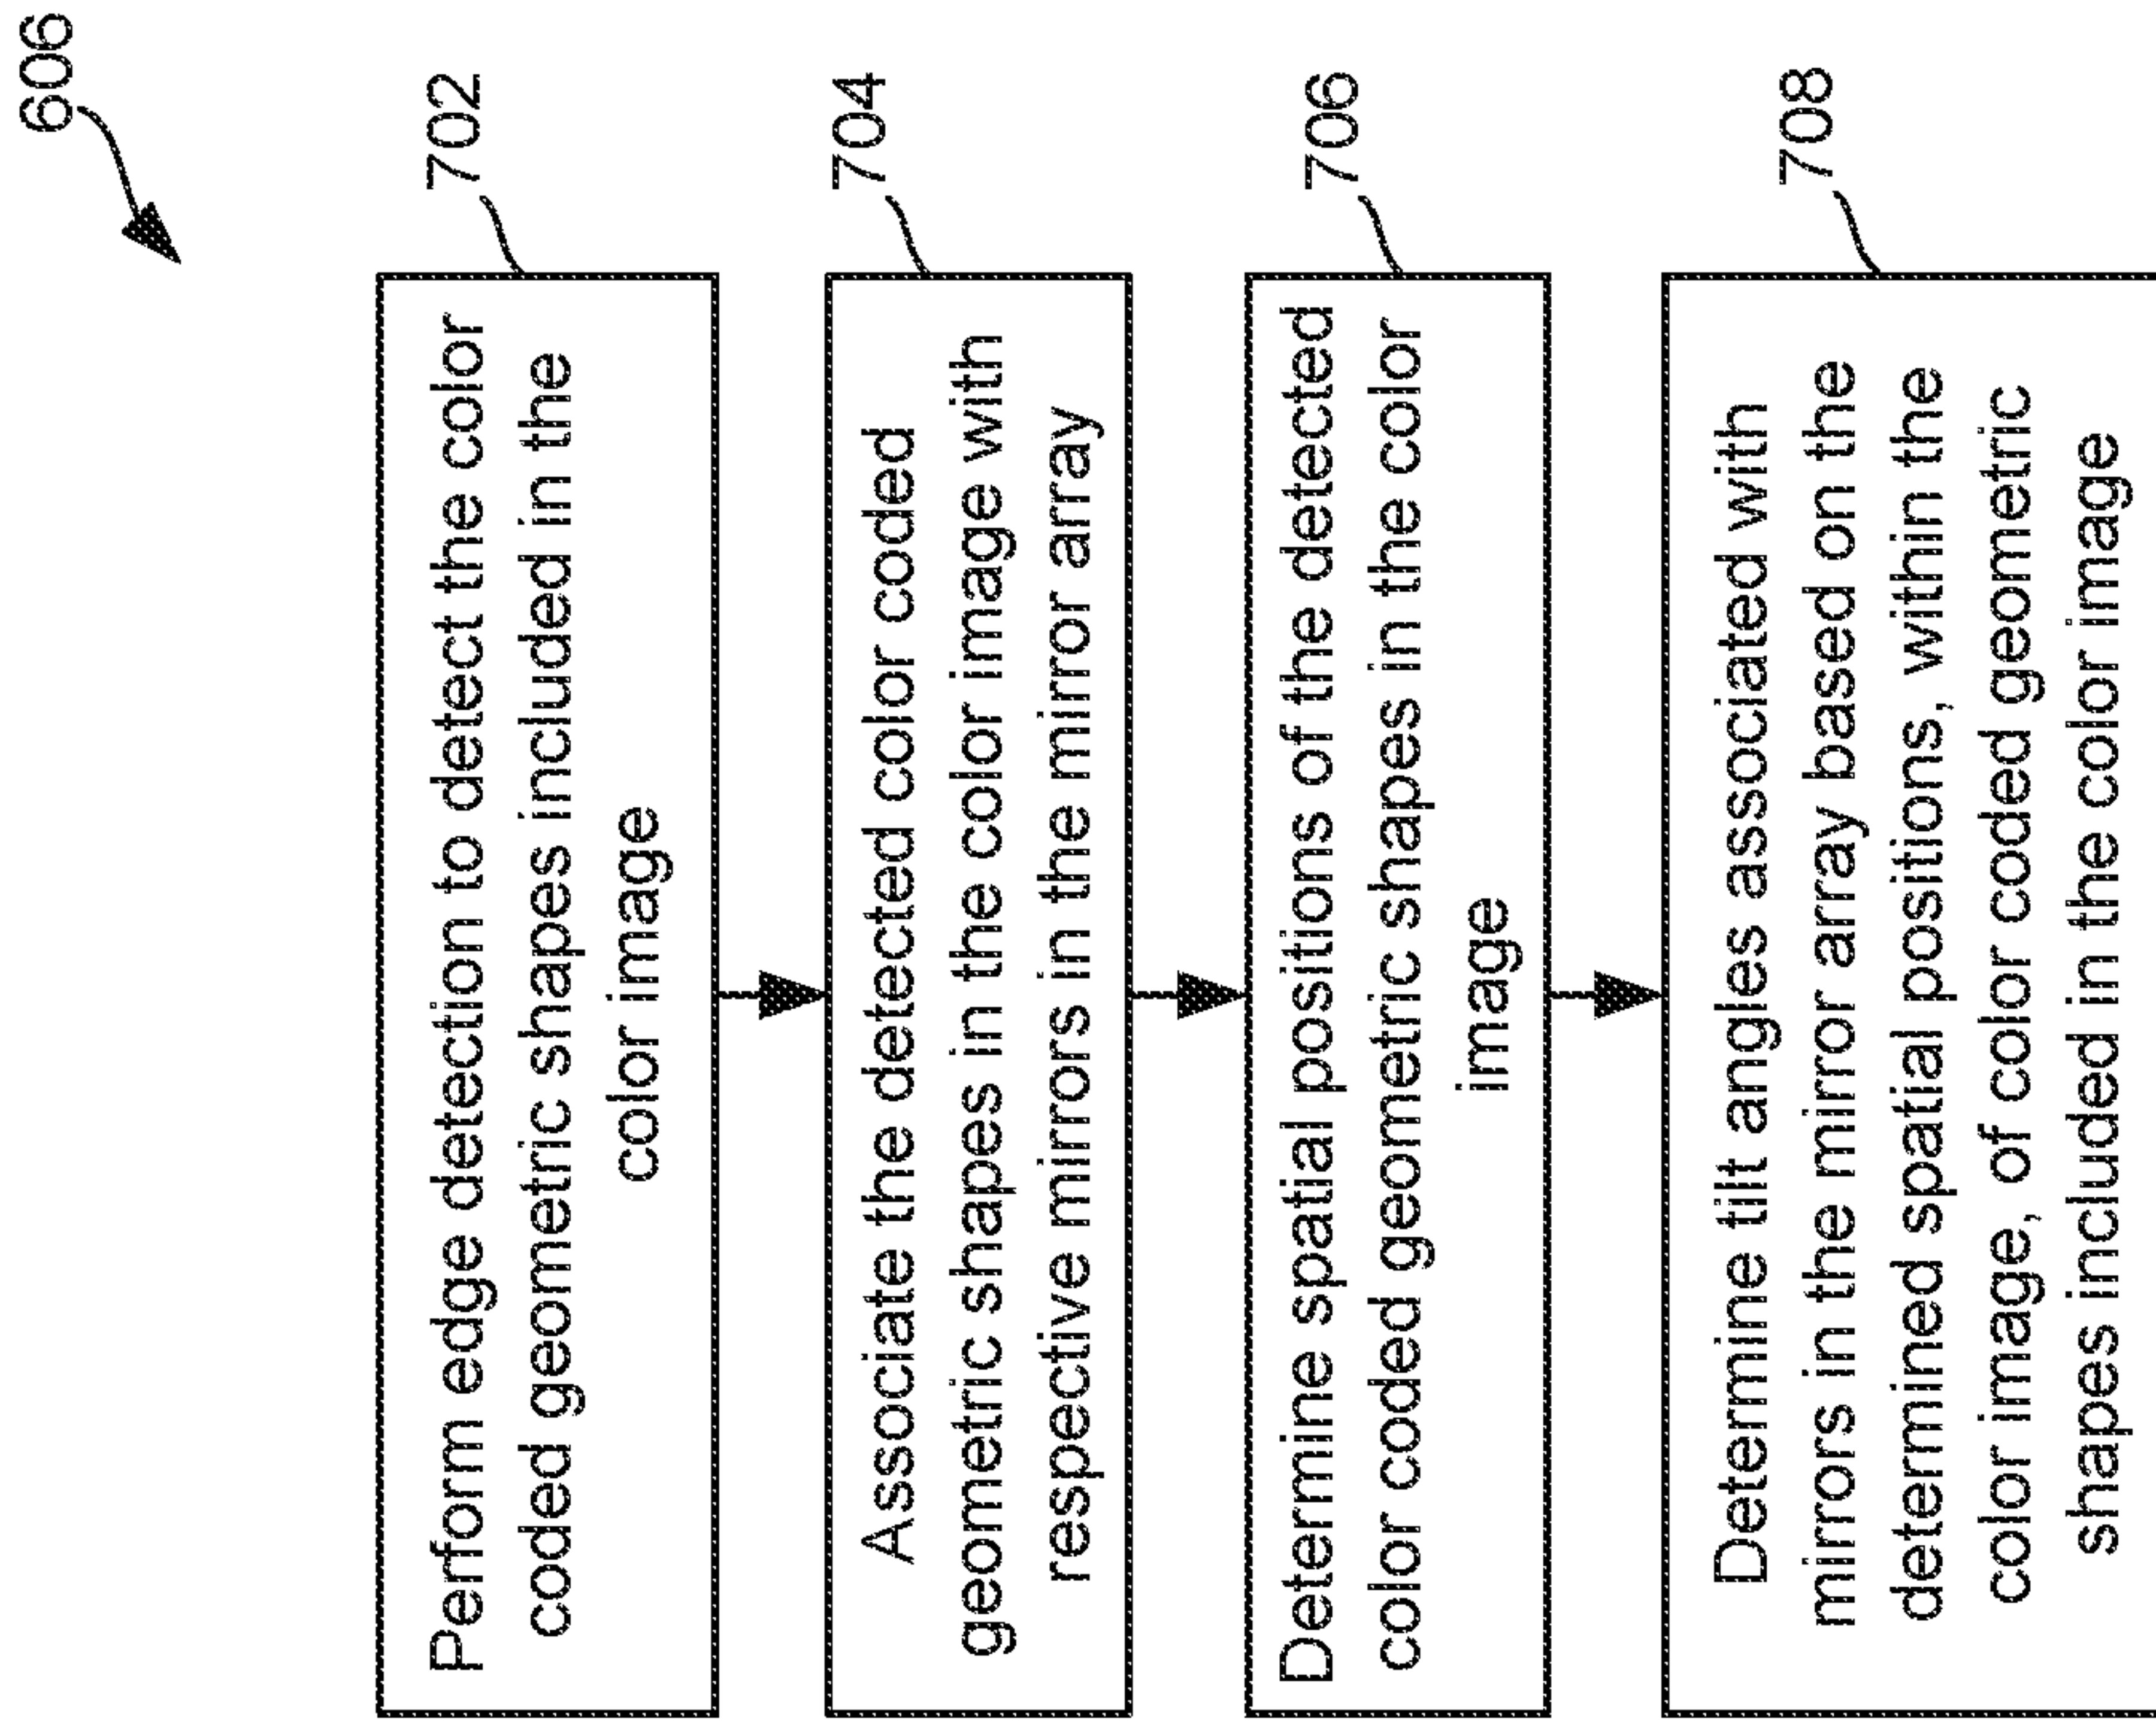 606
702
Perform edge detection to detect the color
coded geometric shapes included in the
color image
704
Associate the detected color coded
geometric shapes in the color image with
respective mirrors in the mirror array
706
Determine spatial positions of the detected
color coded geometric shapes in the color
image
708
Determine tilt angles associated with
mirrors in the mirror array based on the
determined spatial positions, within the
color image, of color coded geometric
shapes included in the color image